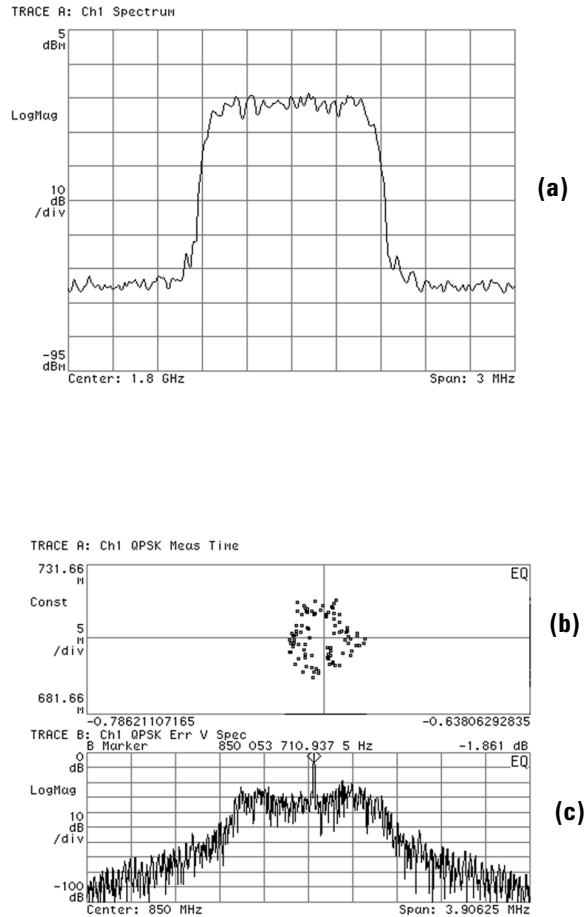 TRACE A: Ch1 Spectrum
5
dBm
LogMag
10
dB
/div
-95
dBm
Center: 1.8 GHz
Span: 3 MHz
(a)
TRACE A: Ch1 QPSK Meas Time
731.66
M
EQ
Const
5
M
/div
681.66
M
-0.78621107165
-0.63806292835
(b)
TRACE B: Ch1 QPSK Err V Spec
B Marker
850 053 710.937 5 Hz
-1.861 dB
0
dB
EQ
LogMag
10
dB
/div
-100
dB
Center: 850 MHz
Span: 3.90625 MHz
(c)